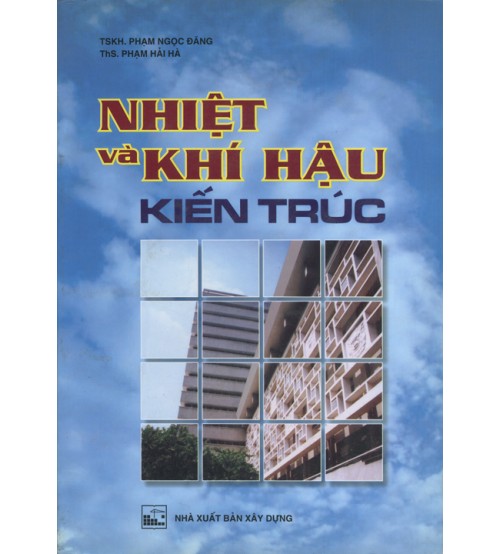 TSKH. PHẠM NGỌC ĐĂNG
ThS. PHẠM HẢI HÀ
NHIỆT
và KHÍ HẬU
KIẾN TRÚC
NHÀ XUẤT BẢN XÂY DỰNG